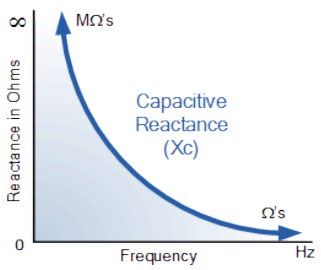 ∞
MΩ's
Reactance in Ohms
Capacitive
Reactance
(Xc)
Ω's
0
Frequency
Hz